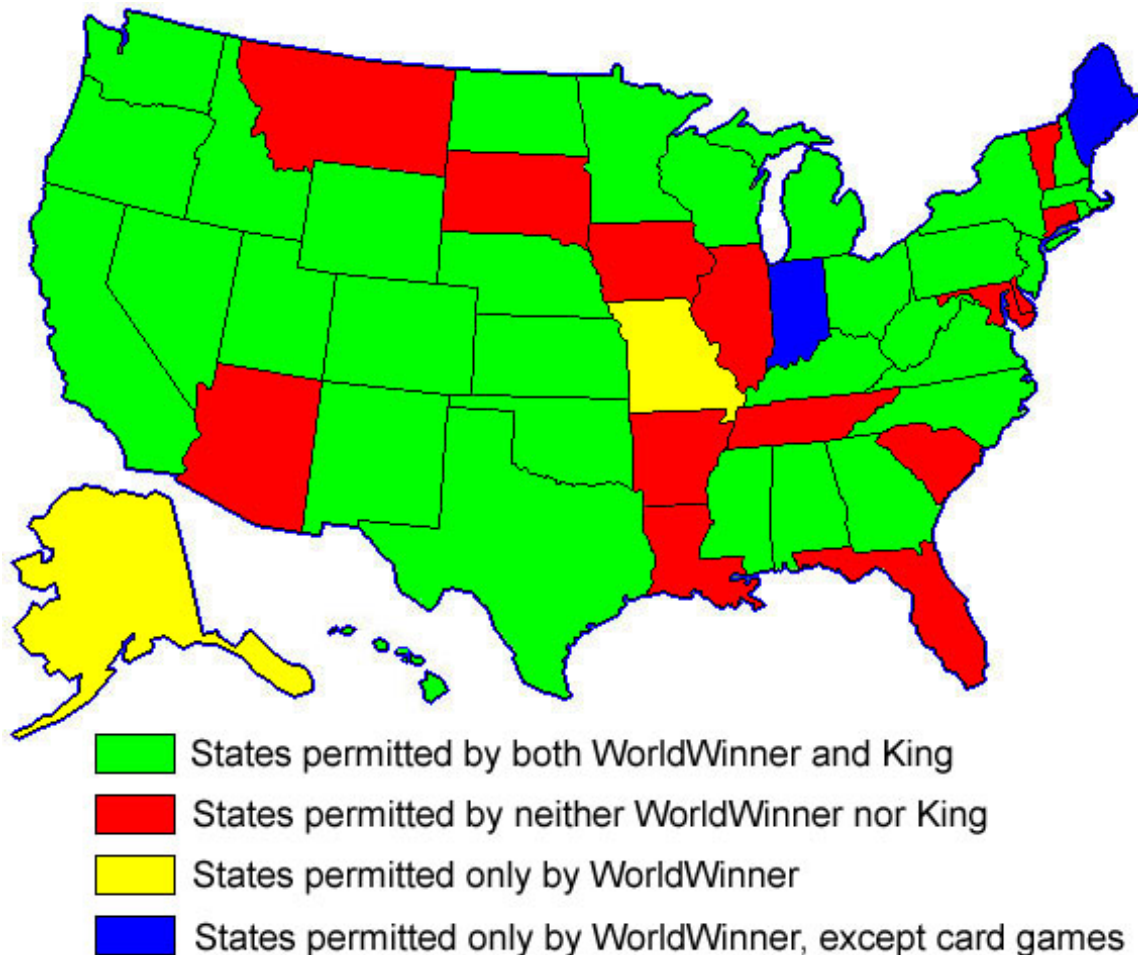 States permitted by both WorldWinner and King
States permitted by neither WorldWinner nor King
States permitted only by WorldWinner
States permitted only by WorldWinner, except card games